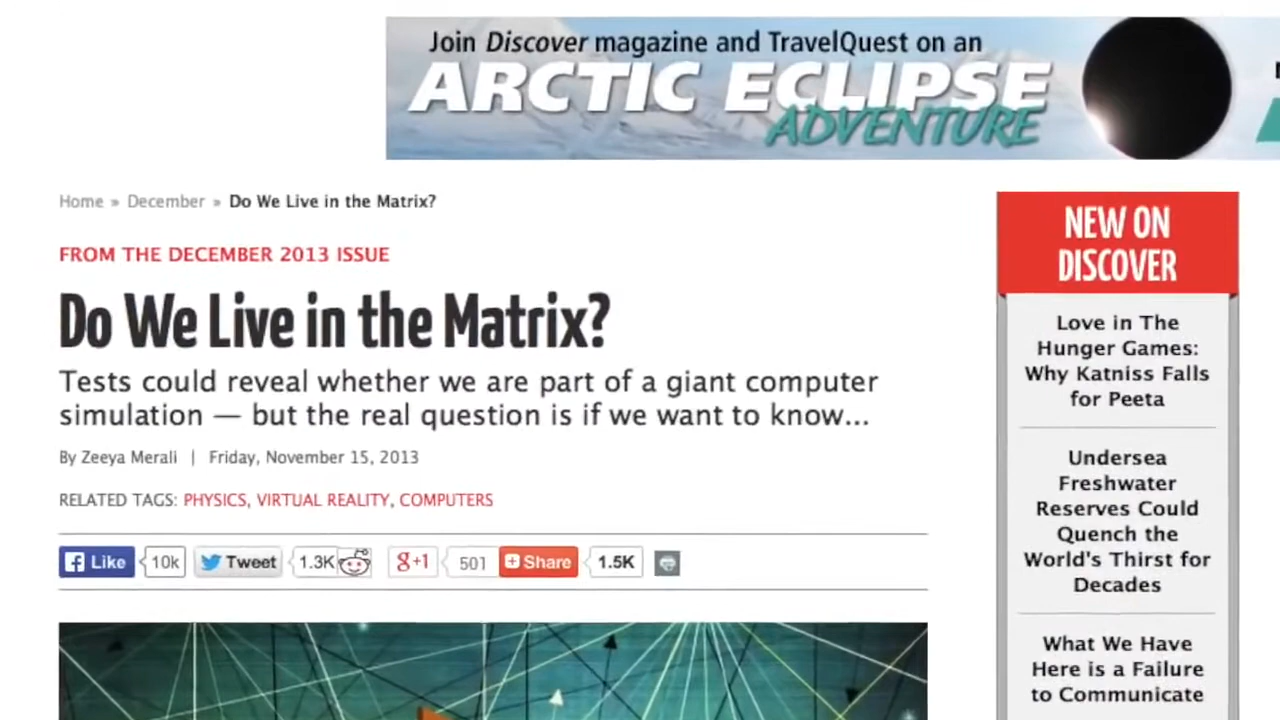 Join Discover magazine and TravelQuest on an
ARCTIC ECLIPSE
ADVENTURE
Home » December » Do We Live in the Matrix?
FROM THE DECEMBER 2013 ISSUE
Do We Live in the Matrix?
Tests could reveal whether we are part of a giant computer
simulation — but the real question is if we want to know...
By Zeeya Merali | Friday, November 15, 2013
RELATED TAGS: PHYSICS, VIRTUAL REALITY, COMPUTERS
Like 10k Tweet 1.3K g+1 501 Share 1.5K
NEW ON
DISCOVER
Love in The
Hunger Games:
Why Katniss Falls
for Peeta
Undersea
Freshwater
Reserves Could
Quench the
World's Thirst for
Decades
What We Have
Here is a Failure
to Communicate